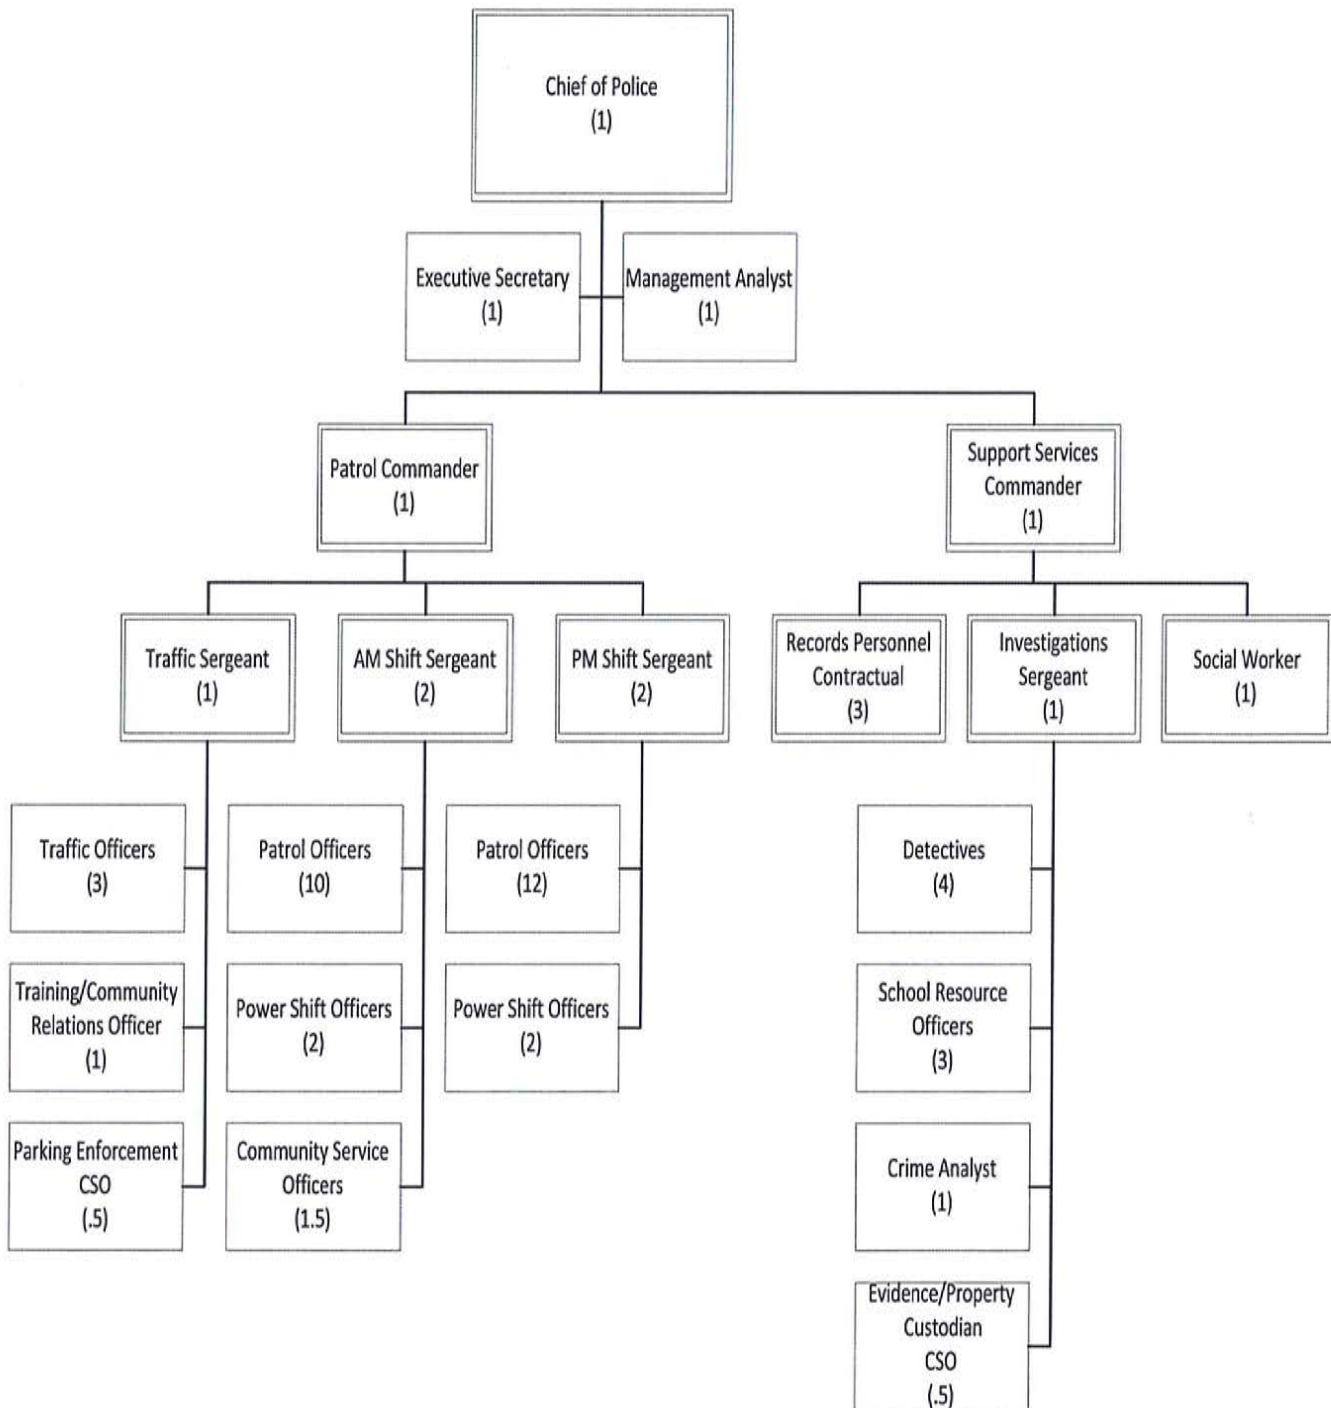 Chief of Police
(1)
Executive Secretary
(1)
Management Analyst
(1)
Patrol Commander
(1)
Support Services
Commander
(1)
Traffic Sergeant
(1)
AM Shift Sergeant
(2)
PM Shift Sergeant
(2)
Records Personnel
Contractual
(3)
Investigations
Sergeant
(1)
Social Worker
(1)
Traffic Officers
(3)
Patrol Officers
(10)
Patrol Officers
(12)
Detectives
(4)
Training/Community
Relations Officer
(1)
Power Shift Officers
(2)
Power Shift Officers
(2)
School Resource
Officers
(3)
Parking Enforcement
CSO
(.5)
Community Service
Officers
(1.5)
Crime Analyst
(1)
Evidence/Property
Custodian
CSO
(.5)